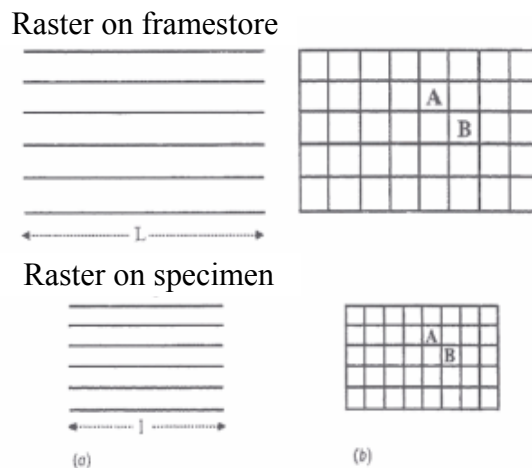 Raster on framestore
A
B
L
Raster on specimen
A
B
l
(a)
(b)